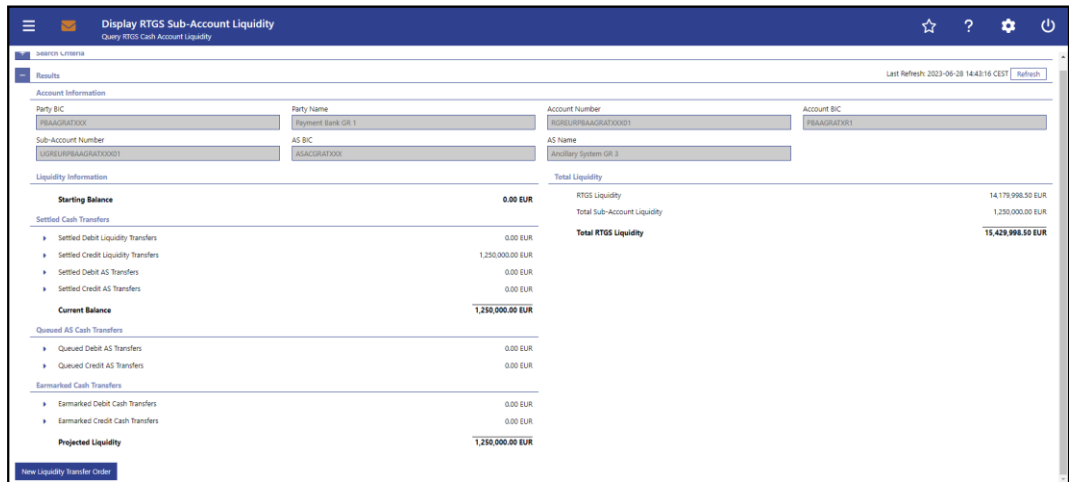 Display RTGS Sub-Account Liquidity
Query RTGS Cash Account Liquidity
?
Search Criteria
Results
Last Refresh: 2023-06-28 14:43:16 CEST Refresh
Account Information
Party BIC Party Name Account Number Account BIC
PBAAGRATXXX Payment Bank GR 1 RGREURPBAAGRATXXX01 PBAAGRATXR1
Sub-Account Number AS BIC AS Name
UGREURPBAAGRATXXX01 ASACGRATXXX Ancillary System GR 3
Liquidity Information Total Liquidity
Starting Balance 0.00 EUR RTGS Liquidity 14,179,998.50 EUR
Total Sub-Account Liquidity 1,250,000.00 EUR
Settled Cash Transfers
Total RTGS Liquidity 15,429,998.50 EUR
Settled Debit Liquidity Transfers 0.00 EUR
Settled Credit Liquidity Transfers 1,250,000.00 EUR
Settled Debit AS Transfers 0.00 EUR
Settled Credit AS Transfers 0.00 EUR
Current Balance 1,250,000.00 EUR
Queued AS Cash Transfers
Queued Debit AS Transfers 0.00 EUR
Queued Credit AS Transfers 0.00 EUR
Earmarked Cash Transfers
Earmarked Debit Cash Transfers 0.00 EUR
Earmarked Credit Cash Transfers 0.00 EUR
Projected Liquidity 1,250,000.00 EUR
New Liquidity Transfer Order